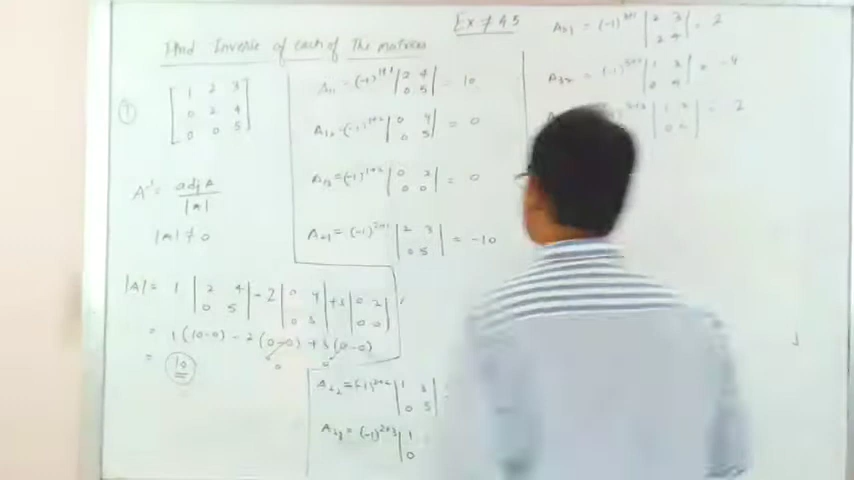 Ex 4.5
Find Inverse of each of The matrices
① [1 2 3
0 2 4
0 0 5]
A⁻¹ = adj A / |A|
|A| ≠ 0
|A| = 1 |2 4; 0 5| - 2 |0 4; 0 5| + 3 |0 2; 0 0|
= 1(10-0) - 2(0-0) + 3(0-0)
0 0
= 10
A₁₁ = (-1)¹⁺¹ |2 4; 0 5| = 10
A₁₂ = (-1)¹⁺² |0 4; 0 5| = 0
A₁₃ = (-1)¹⁺³ |0 2; 0 0| = 0
A₂₁ = (-1)²⁺¹ |2 3; 0 5| = -10
A₂₂ = (-1)²⁺² |1 3; 0 5|
A₂₃ = (-1)²⁺³ |1
0
A₃₁ = (-1)³⁺¹ |2 3; 2 4| = 2
A₃₂ = (-1)³⁺² = -4
= 2